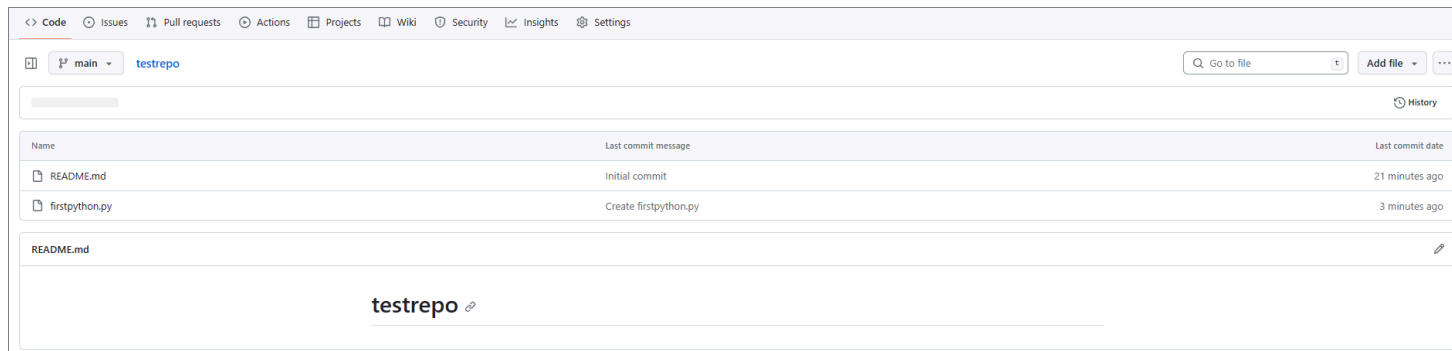 Code Issues Pull requests Actions Projects Wiki Security Insights Settings
main testrepo Go to file t Add file
History
Name Last commit message Last commit date
README.md Initial commit 21 minutes ago
firstpython.py Create firstpython.py 3 minutes ago
README.md
testrepo